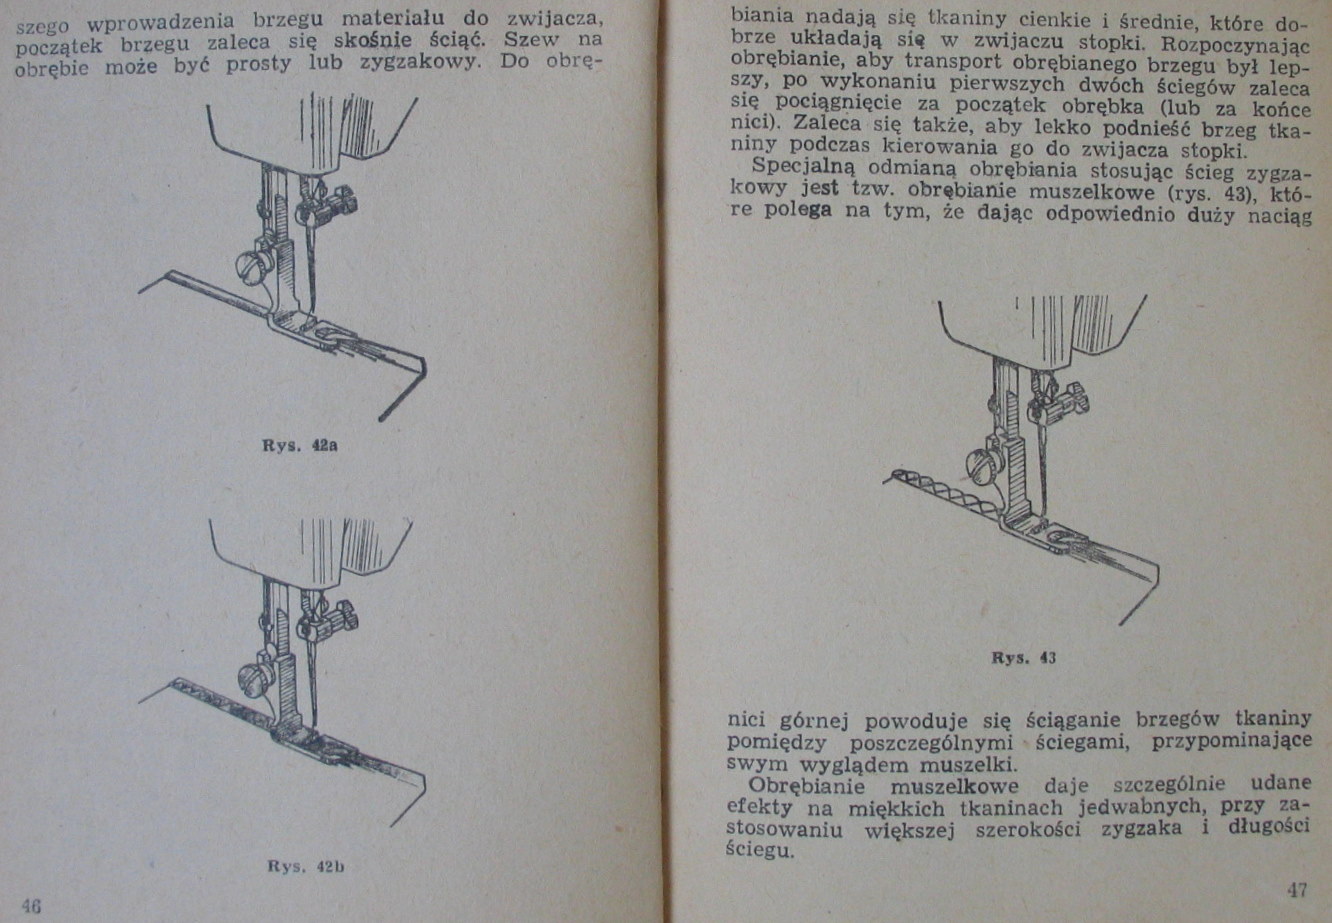 szego wprowadzenia brzegu materiału do zwijacza,
początek brzegu zaleca się skośnie ściąć. Szew na
obrębie może być prosty lub zygzakowy. Do obrę-
Rys. 42a
Rys. 42b
46
biania nadają się tkaniny cienkie i średnie, które do-
brze układają się w zwijaczu stopki. Rozpoczynając
obrębianie, aby transport obrębianego brzegu był lep-
szy, po wykonaniu pierwszych dwóch ściegów zaleca
się pociągnięcie za początek obrębka (lub za końce
nici). Zaleca się także, aby lekko podnieść brzeg tka-
niny podczas kierowania go do zwijacza stopki.
Specjalną odmianą obrębiania stosując ścieg zygza-
kowy jest tzw. obrębianie muszelkowe (rys. 43), któ-
re polega na tym, że dając odpowiednio duży naciąg
Rys. 43
nici górnej powoduje się ściąganie brzegów tkaniny
pomiędzy poszczególnymi ściegami, przypominające
swym wyglądem muszelki.
Obrębianie muszelkowe daje szczególnie udane
efekty na miękkich tkaninach jedwabnych, przy za-
stosowaniu większej szerokości zygzaka i długości
ściegu.
47